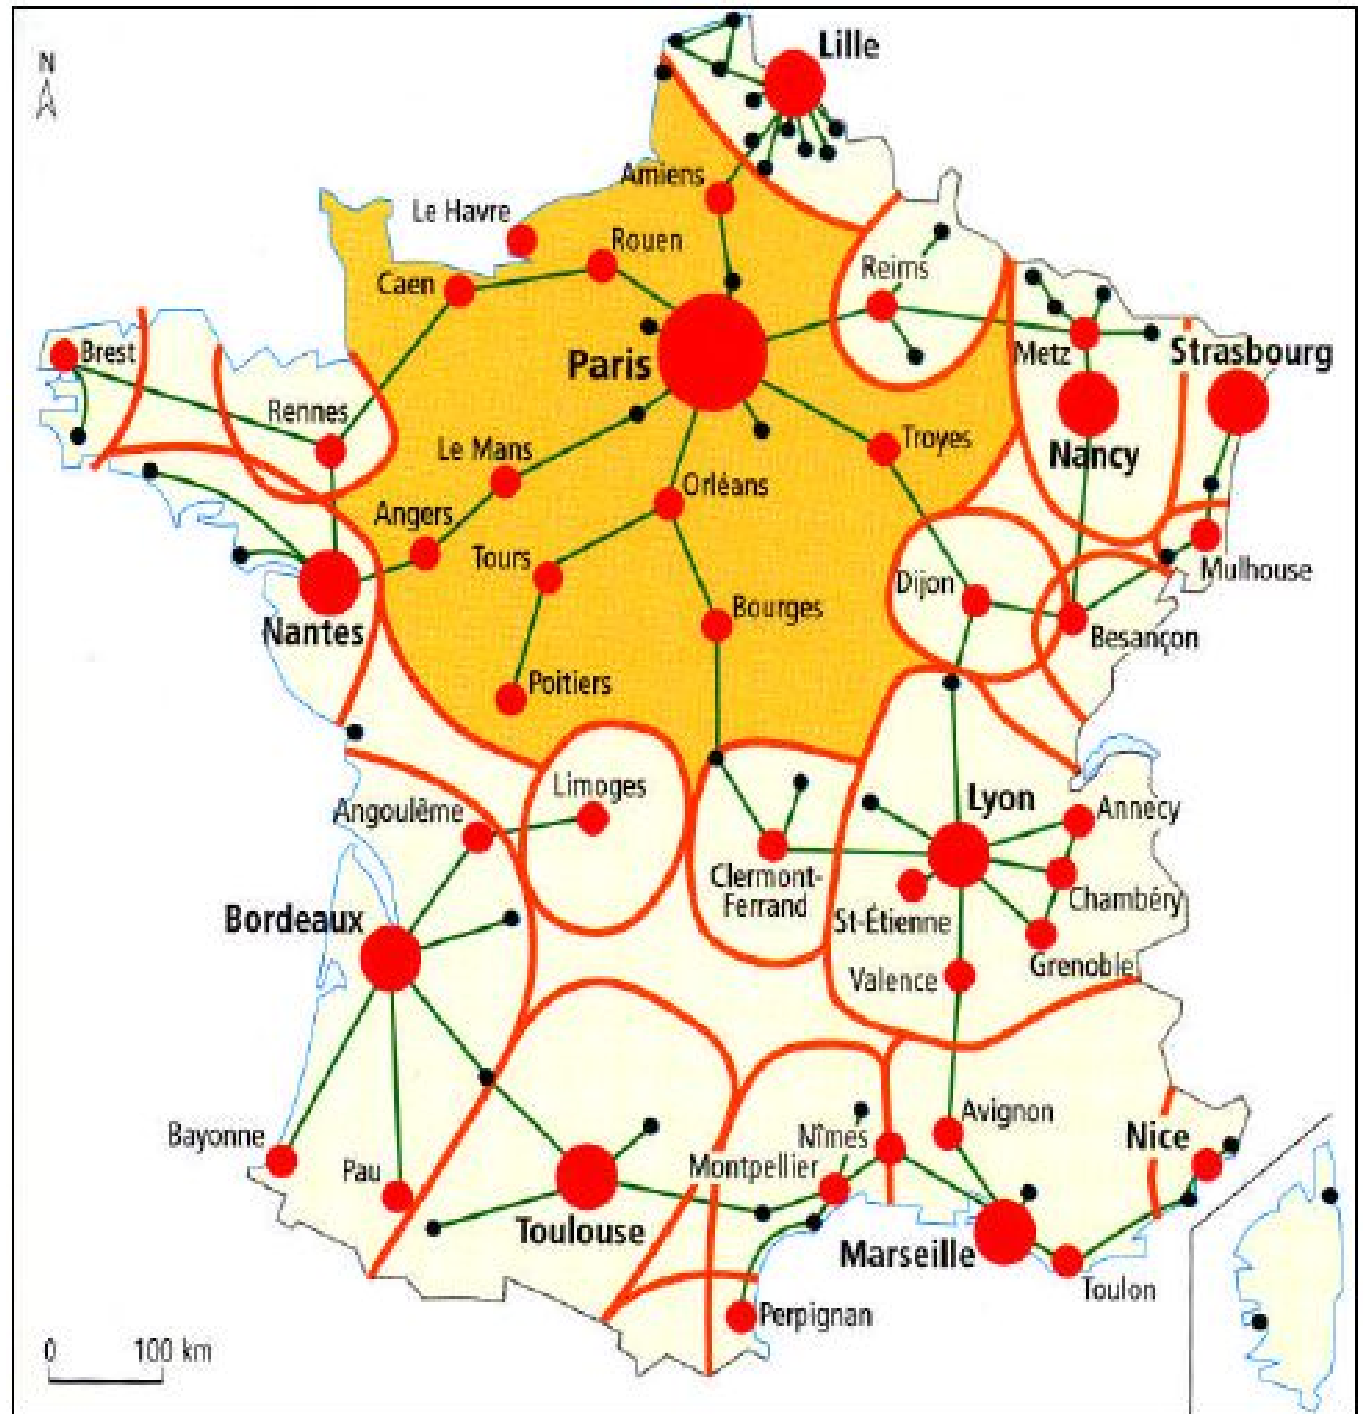 N
Lille
Amiens
Le Havre
Rouen
Reims
Caen
Metz
Strasbourg
Brest
Paris
Rennes
Le Mans
Troyes
Nancy
Orléans
Angers
Tours
Dijon
Mulhouse
Bourges
Nantes
Besançon
Poitiers
Limoges
Lyon
Annecy
Angoulême
Clermont-
Ferrand
Chambéry
Bordeaux
St-Étienne
Grenoble
Valence
Avignon
Bayonne
Nîmes
Nice
Pau
Montpellier
Toulouse
Marseille
Toulon
Perpignan
0 100 km